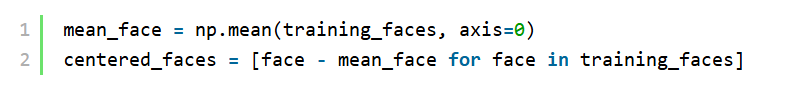 1 mean_face = np.mean(training_faces, axis=0)
2 centered_faces = [face - mean_face for face in training_faces]